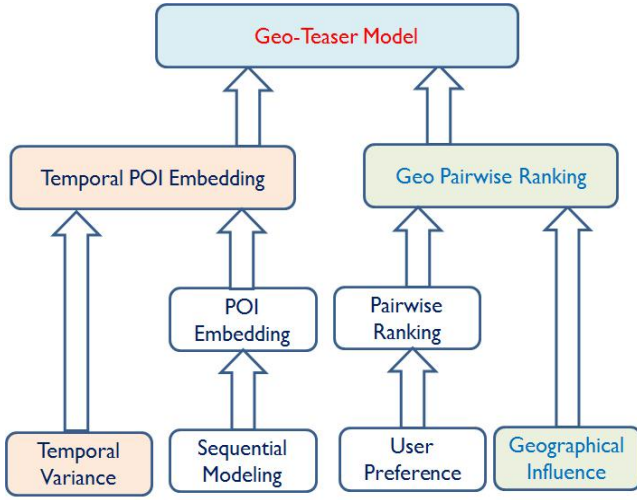 Geo-Teaser Model
Temporal POI Embedding
Geo Pairwise Ranking
POI
Embedding
Pairwise
Ranking
Temporal
Variance
Sequential
Modeling
User
Preference
Geographical
Influence